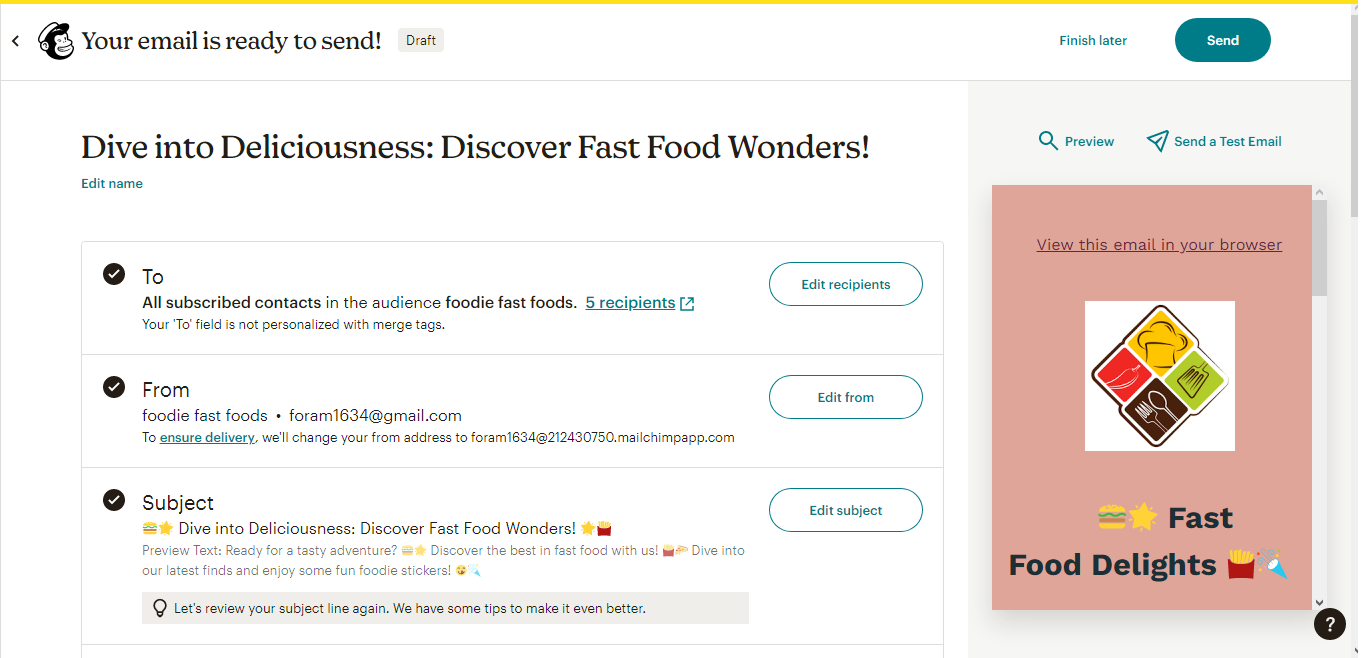 Your email is ready to send!
Draft
Finish later
Send
Dive into Deliciousness: Discover Fast Food Wonders!
Edit name
To
All subscribed contacts in the audience foodie fast foods. 5 recipients
Your 'To' field is not personalized with merge tags.
Edit recipients
From
foodie fast foods • foram1634@gmail.com
To ensure delivery, we'll change your from address to foram1634@212430750.mailchimpapp.com
Edit from
Subject
🍔🌟 Dive into Deliciousness: Discover Fast Food Wonders! 🌟🍟
Preview Text: Ready for a tasty adventure? 🍔🌟 Discover the best in fast food with us! 🍟🍕 Dive into
our latest finds and enjoy some fun foodie stickers! 😋🎉
Let's review your subject line again. We have some tips to make it even better.
Edit subject
Preview
Send a Test Email
View this email in your browser
🍔🌟 Fast
Food Delights 🍟🎉
?